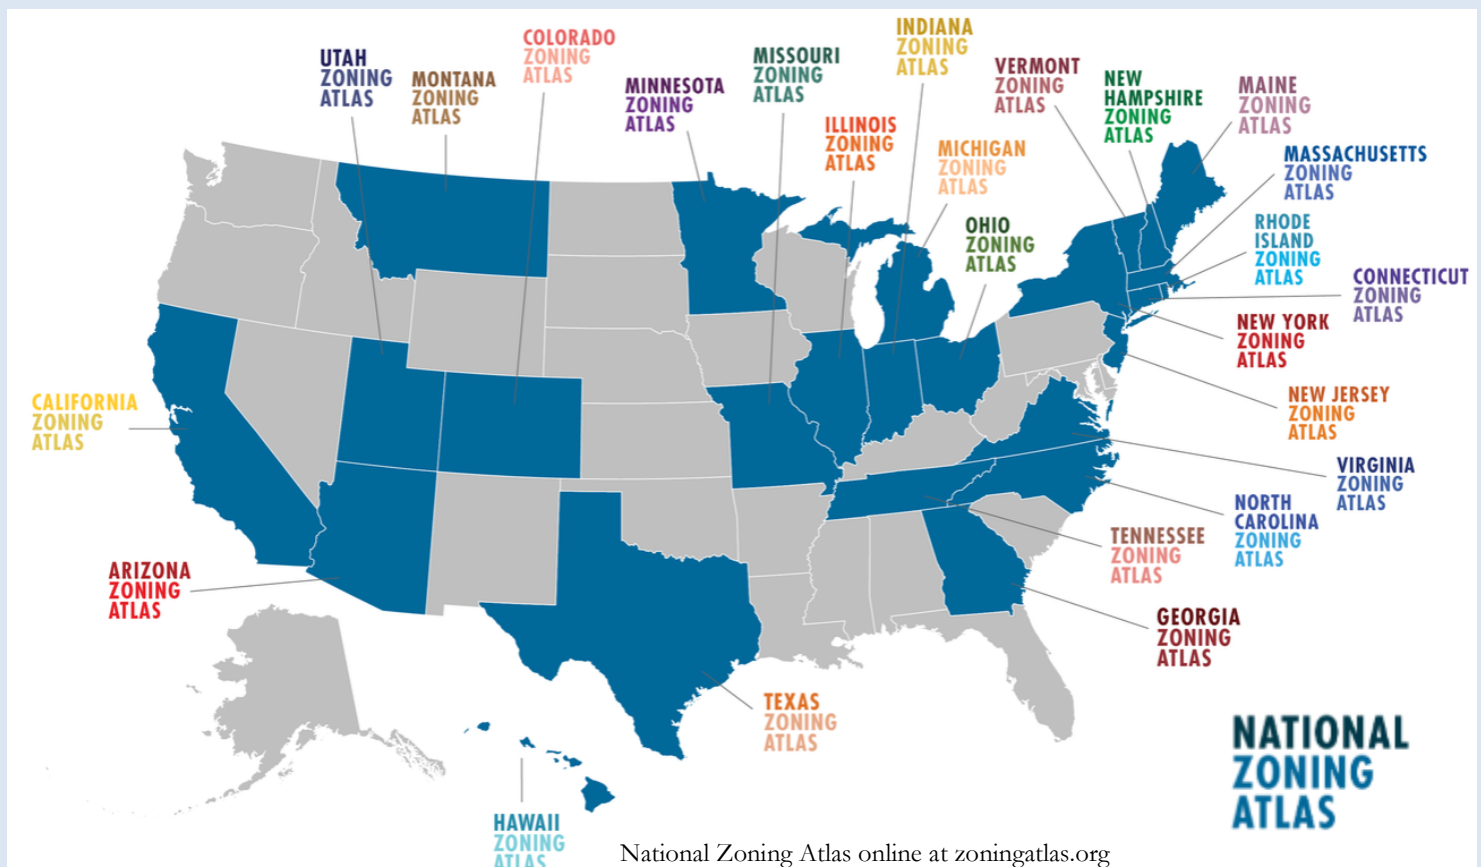 UTAH
ZONING
ATLAS
MONTANA
ZONING
ATLAS
COLORADO
ZONING
ATLAS
MINNESOTA
ZONING
ATLAS
MISSOURI
ZONING
ATLAS
ILLINOIS
ZONING
ATLAS
INDIANA
ZONING
ATLAS
MICHIGAN
ZONING
ATLAS
OHIO
ZONING
ATLAS
VERMONT
ZONING
ATLAS
NEW
HAMPSHIRE
ZONING
ATLAS
MAINE
ZONING
ATLAS
MASSACHUSETTS
ZONING
ATLAS
RHODE
ISLAND
ZONING
ATLAS
CONNECTICUT
ZONING
ATLAS
NEW YORK
ZONING
ATLAS
NEW JERSEY
ZONING
ATLAS
VIRGINIA
ZONING
ATLAS
NORTH
CAROLINA
ZONING
ATLAS
TENNESSEE
ZONING
ATLAS
GEORGIA
ZONING
ATLAS
CALIFORNIA
ZONING
ATLAS
ARIZONA
ZONING
ATLAS
TEXAS
ZONING
ATLAS
HAWAII
ZONING
ATLAS
NATIONAL
ZONING
ATLAS
National Zoning Atlas online at zoningatlas.org